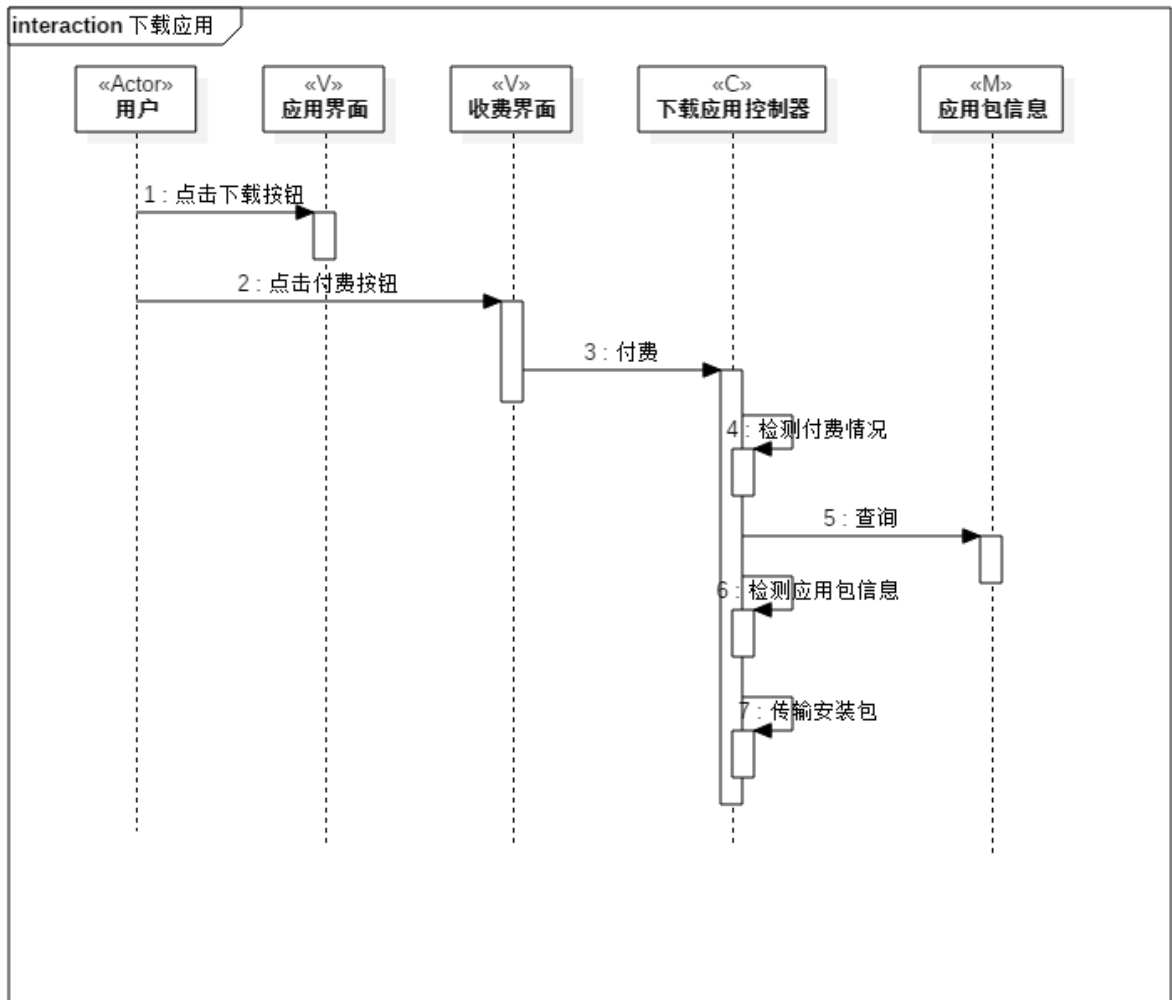 interaction 下载应用
«Actor»
用户
«V»
应用界面
«V»
收费界面
«C»
下载应用控制器
«M»
应用包信息
1 : 点击下载按钮
2 : 点击付费按钮
3 : 付费
4 : 检测付费情况
5 : 查询
6 : 检测应用包信息
7 : 传输安装包